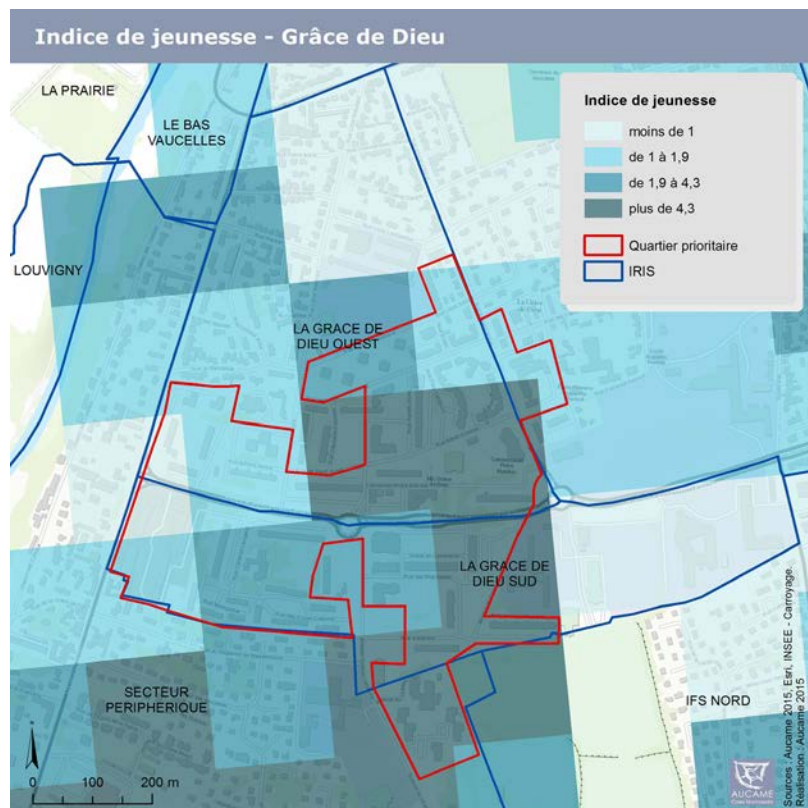 Indice de jeunesse - Grâce de Dieu
LA PRAIRIE
LE BAS
VAUCELLES
Indice de jeunesse
moins de 1
de 1 à 1,9
de 1,9 à 4,3
plus de 4,3
Quartier prioritaire
IRIS
LOUVIGNY
LA GRACE DE
DIEU OUEST
LA GRACE DE
DIEU SUD
SECTEUR
PERIPHERIQUE
IFS NORD
0 100 200 m
Sources : Aucame 2015, Esri, INSEE - Carroyage.
Réalisation : Aucame 2015
AUCAME